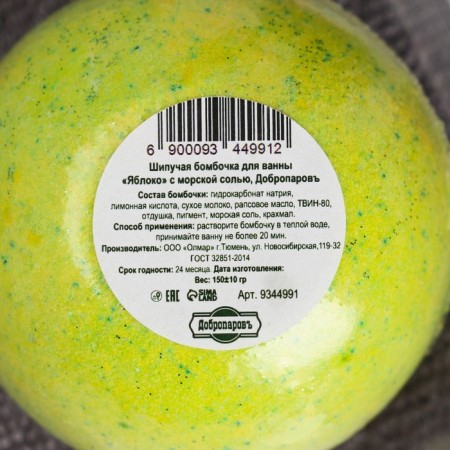 6 900093 449912
Шипучая бомбочка для ванны
«Яблоко» с морской солью, Добропаровъ
Состав бомбочки: гидрокарбонат натрия,
лимонная кислота, сухое молоко, рапсовое масло, ТВИН-80,
отдушка, пигмент, морская соль, крахмал.
Способ применения: растворите бомбочку в теплой воде,
принимайте ванну не более 20 мин.
Производитель: ООО «Олмар» г.Тюмень, ул. Новосибирская,119-32
ГОСТ 32851-2014
Срок годности: 24 месяца. Дата изготовления:
Вес: 150±10 гр
EAC SIMA LAND Арт. 9344991
Добропаровъ